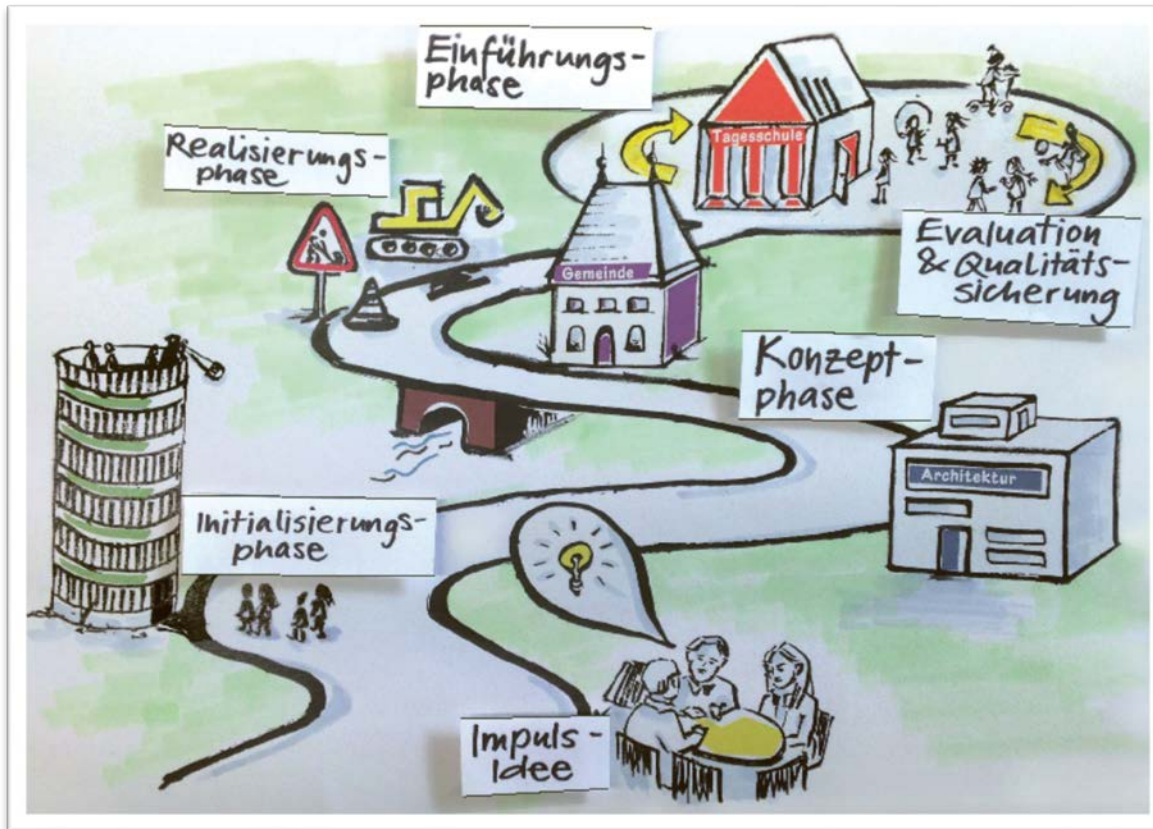 Einführungs-
phase
Tagesschule
Realisierungs-
phase
Evaluation
& Qualitäts-
sicherung
Gemeinde
Konzept-
phase
Architektur
Initialisierungs-
phase
Impuls-
Idee